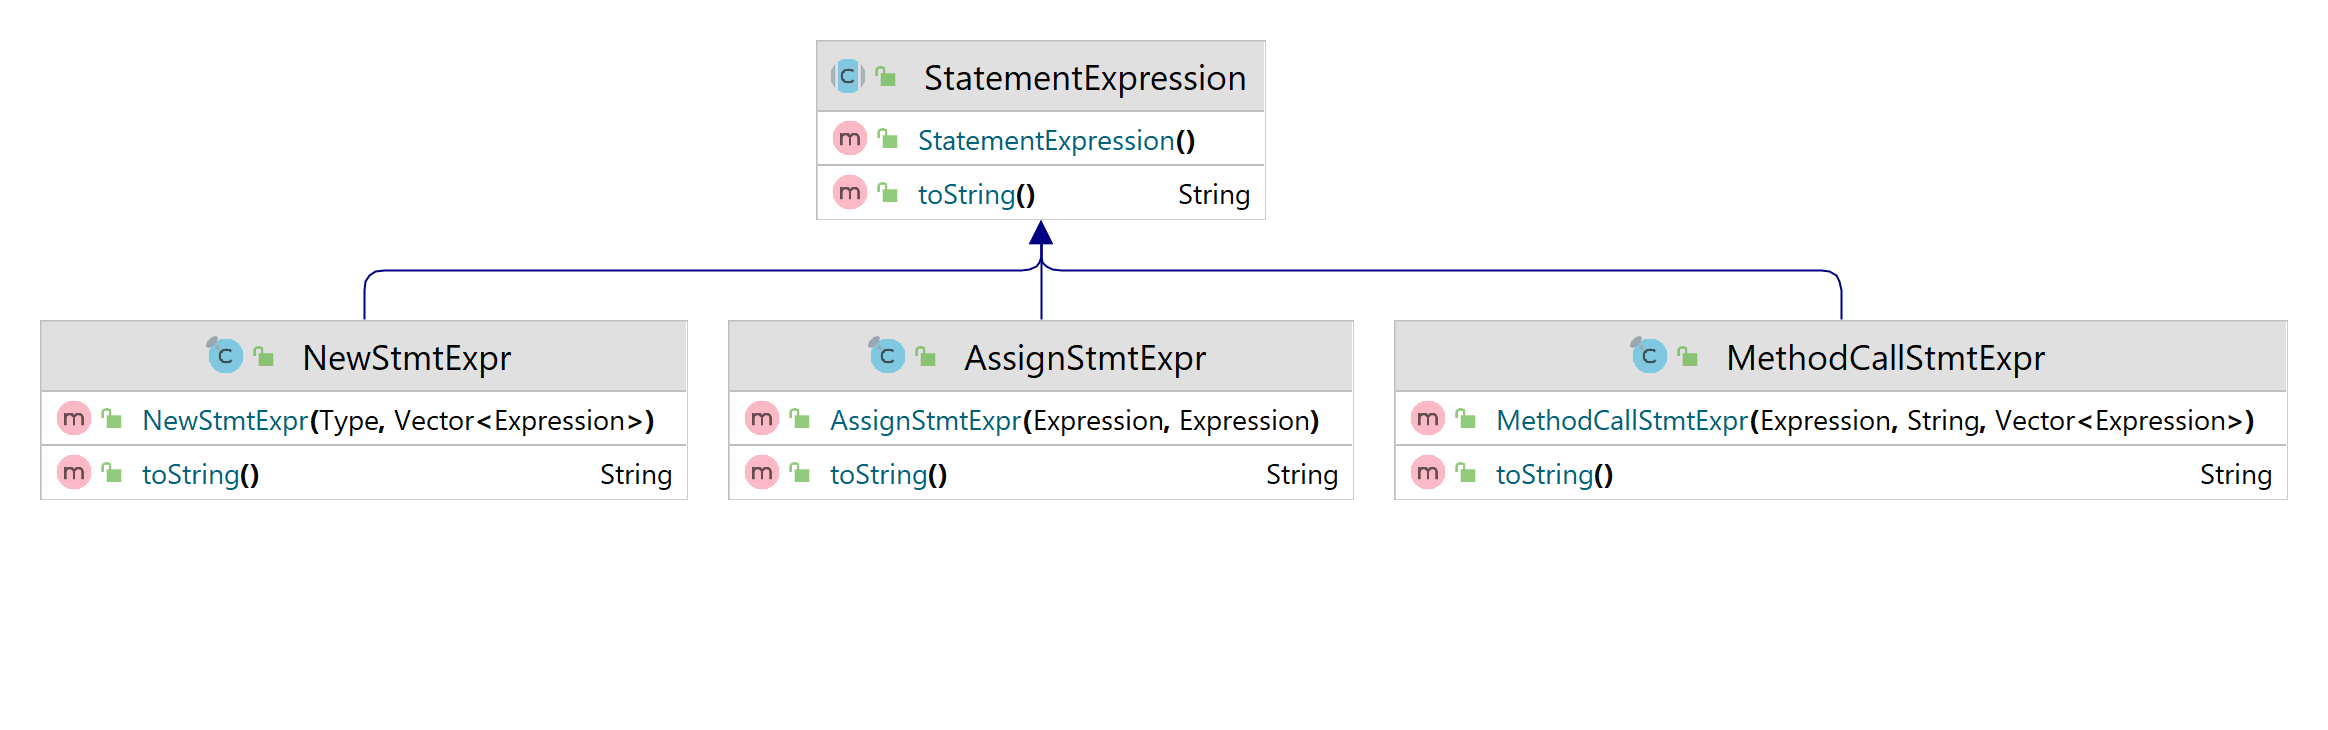 StatementExpression
StatementExpression()
toString() String
NewStmtExpr
NewStmtExpr(Type, Vector<Expression>)
toString() String
AssignStmtExpr
AssignStmtExpr(Expression, Expression)
toString() String
MethodCallStmtExpr
MethodCallStmtExpr(Expression, String, Vector<Expression>)
toString() String